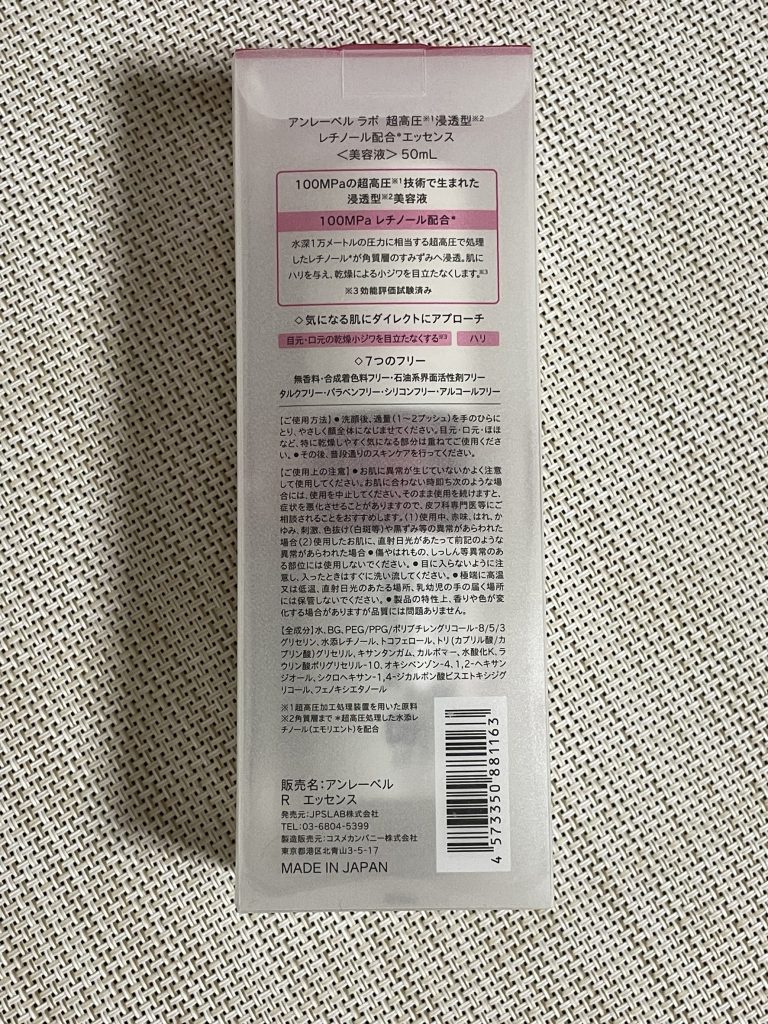 アンレーベル ラボ 超高圧※1浸透型※2
レチノール配合*エッセンス
＜美容液＞50mL
100MPaの超高圧※1技術で生まれた
浸透型※2美容液
100MPa レチノール配合*
水深1万メートルの圧力に相当する超高圧で処理
したレチノール*が角質層のすみずみへ浸透。肌に
ハリを与え、乾燥による小ジワを目立たなくします。※3
※3効能評価試験済み
◇気になる肌にダイレクトにアプローチ
目元・口元の乾燥小ジワを目立たなくする※3 ハリ
◇7つのフリー
無香料・合成着色料フリー・石油系界面活性剤フリー
タルクフリー・パラベンフリー・シリコンフリー・アルコールフリー
【ご使用方法】●洗顔後、適量(1〜2プッシュ)を手のひらに
とり、やさしく顔全体になじませてください。目元・口元・ほほ
など、特に乾燥しやすく気になる部分は重ねてご使用くださ
い。●その後、普段通りのスキンケアを行ってください。
【ご使用上の注意】●お肌に異常が生じていないかよく注意
して使用してください。お肌に合わない時即ち次のような場
合には、使用を中止してください。そのまま使用を続けますと、
症状を悪化させることがありますので、皮フ科専門医等にご
相談されることをおすすめします。(1)使用中、赤味、はれ、か
ゆみ、刺激、色抜け(白斑等)や黒ずみ等の異常があらわれた
場合(2)使用したお肌に、直射日光があたって前記のような
異常があらわれた場合●傷やはれもの、しっしん等異常のあ
る部位には使用しないでください。●目に入らないように注
意し、入ったときはすぐに洗い流してください。●極端に高温
又は低温、直射日光のあたる場所、乳幼児の手の届く場所
には保管しないでください。●製品の特性上、香りや色が変
化する場合がありますが品質には問題ありません。
【全成分】水、BG、PEG/PPG/ポリブチレングリコール-8/5/3
グリセリン、水添レチノール、トコフェロール、トリ(カプリル酸/カ
プリン酸)グリセリル、キサンタンガム、カルボマー、水酸化K、ラ
ウリン酸ポリグリセリル-10、オキシベンゾン-4、1,2-ヘキサン
ジオール、シクロヘキサン-1,4-ジカルボン酸ビスエトキシジグ
リコール、フェノキシエタノール
※1超高圧加工処理装置を用いた原料
※2角質層まで *超高圧処理した水添レ
チノール(エモリエント)を配合
販売名:アンレーベル
R エッセンス
発売元:JPSLAB株式会社
TEL:03-6804-5399
製造販売元:コスメカンパニー株式会社
東京都港区北青山3-5-17
MADE IN JAPAN
4 573350 881163